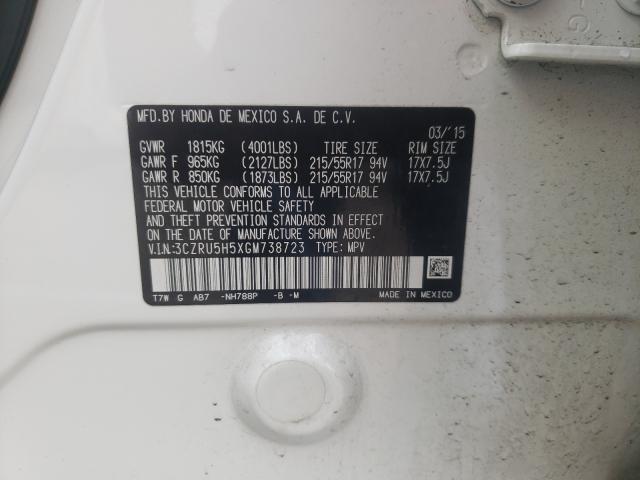 MFD.BY HONDA DE MEXICO S.A. DE C.V.
03/'15
GVWR 1815KG (4001LBS) TIRE SIZE RIM SIZE
GAWR F 965KG (2127LBS) 215/55R17 94V 17X7.5J
GAWR R 850KG (1873LBS) 215/55R17 94V 17X7.5J
THIS VEHICLE CONFORMS TO ALL APPLICABLE
FEDERAL MOTOR VEHICLE SAFETY
AND THEFT PREVENTION STANDARDS IN EFFECT
ON THE DATE OF MANUFACTURE SHOWN ABOVE.
V.I.N:3CZRU5H5XGM738723 TYPE: MPV
T7W G AB7 -NH788P -B -M MADE IN MEXICO